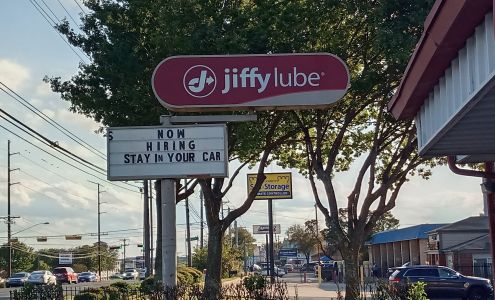 jiffy lube
NOW
HIRING
STAY IN YOUR CAR
Storage